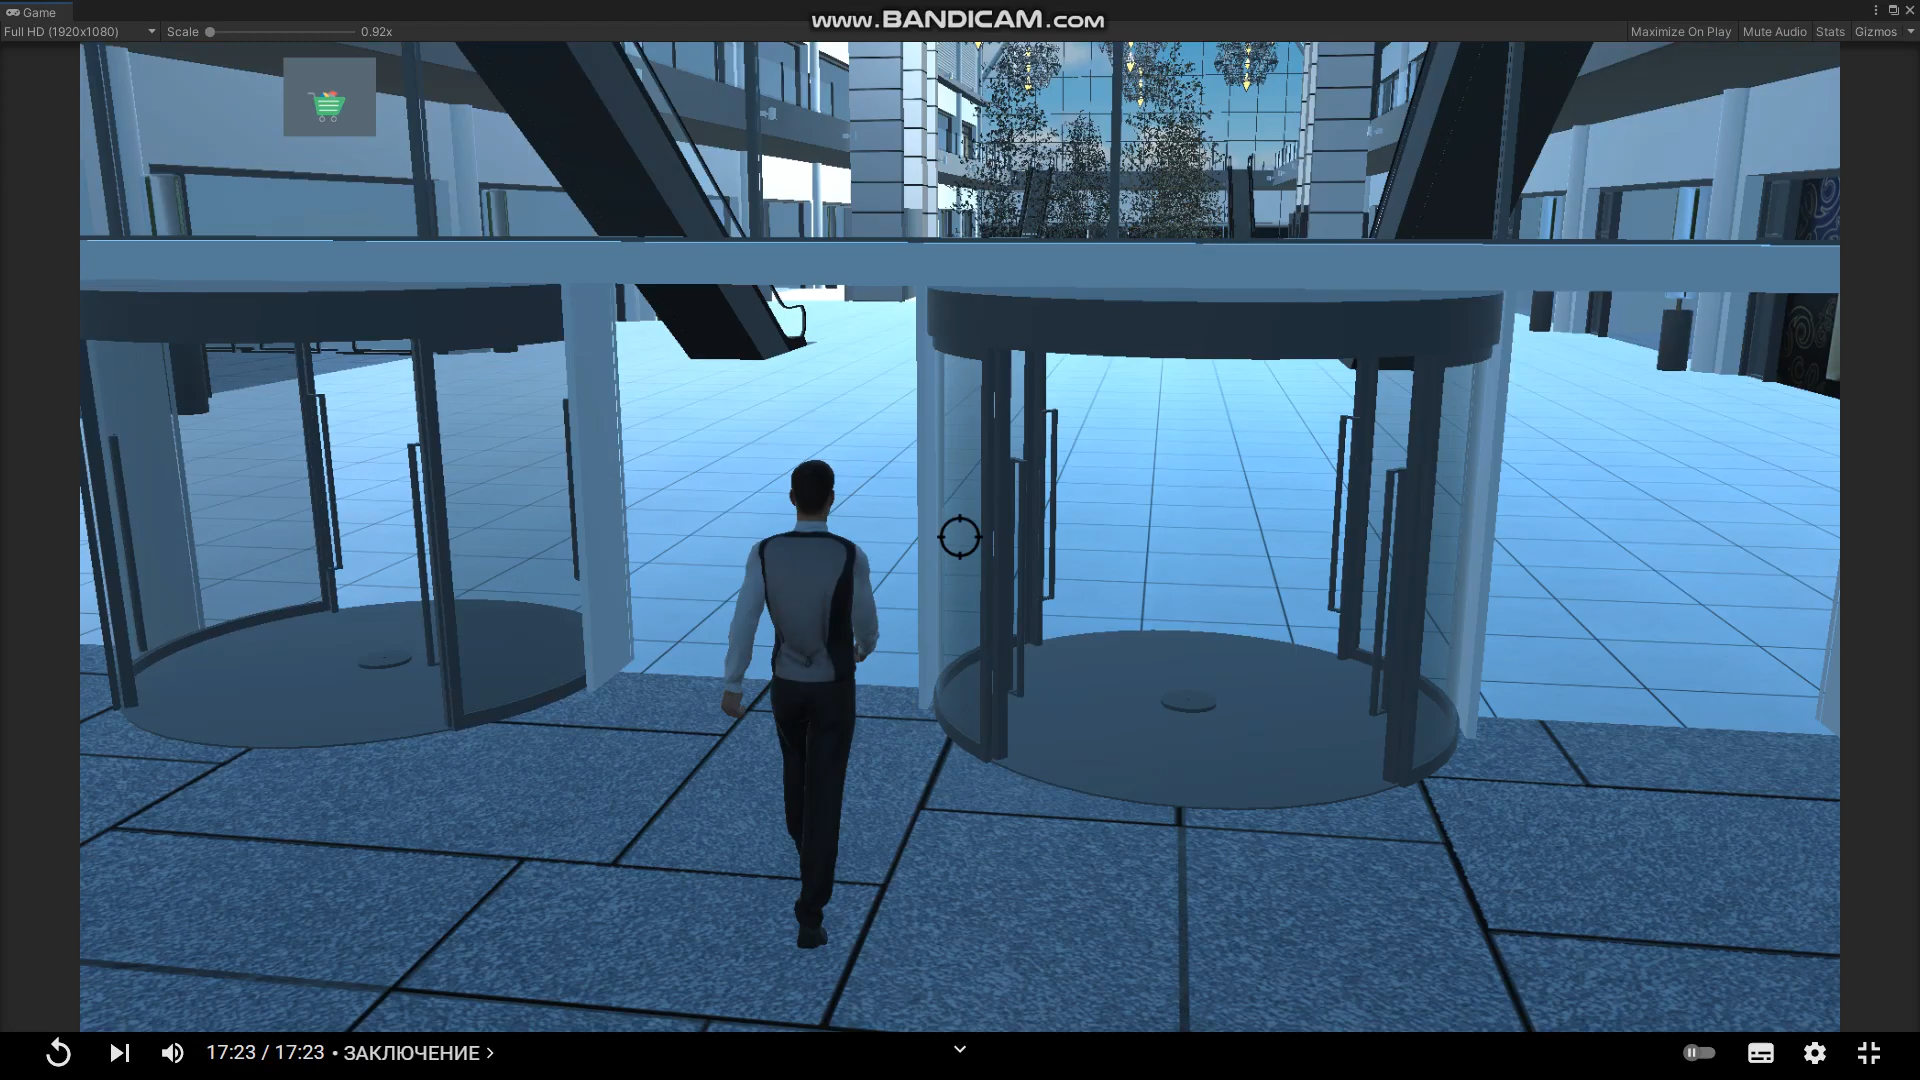 Game
www.BANDICAM.com
Full HD (1920x1080)
Scale
0.92x
Maximize On Play
Mute Audio
Stats
Gizmos
17:23 / 17:23 • ЗАКЛЮЧЕНИЕ >